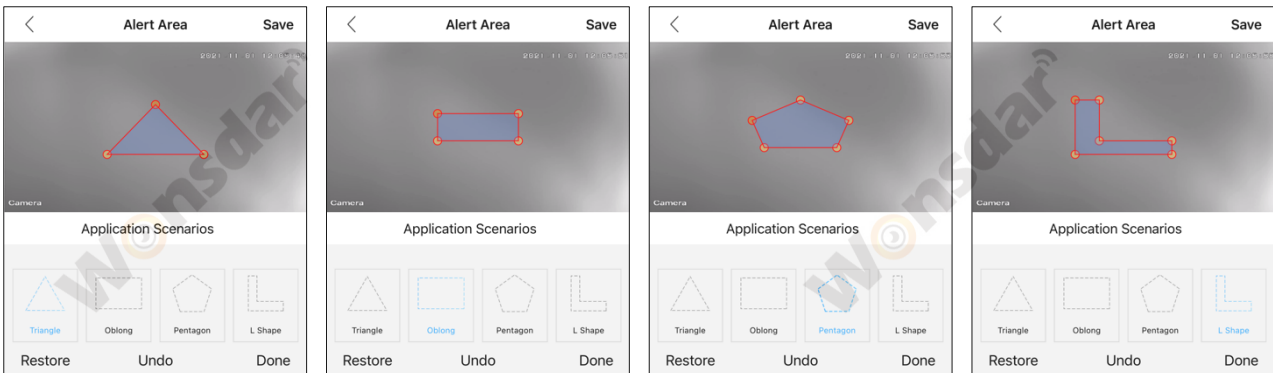 Alert Area Save
Camera
Application Scenarios
Triangle Oblong Pentagon L Shape
Restore Undo Done
Alert Area Save
Camera
Application Scenarios
Triangle Oblong Pentagon L Shape
Restore Undo Done
Alert Area Save
Camera
Application Scenarios
Triangle Oblong Pentagon L Shape
Restore Undo Done
Alert Area Save
Camera
Application Scenarios
Triangle Oblong Pentagon L Shape
Restore Undo Done
Wonsdar
Wonsdar